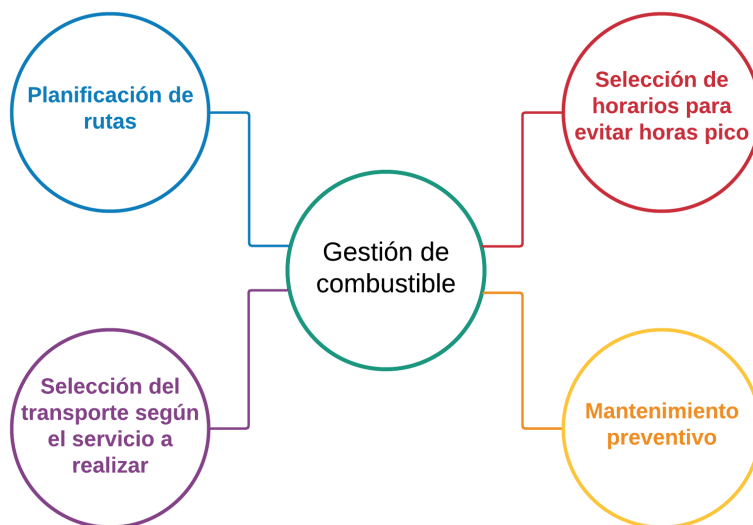 Planificación de
rutas
Selección de
horarios para
evitar horas pico
Gestión de
combustible
Selección del
transporte según
el servicio a
realizar
Mantenimiento
preventivo